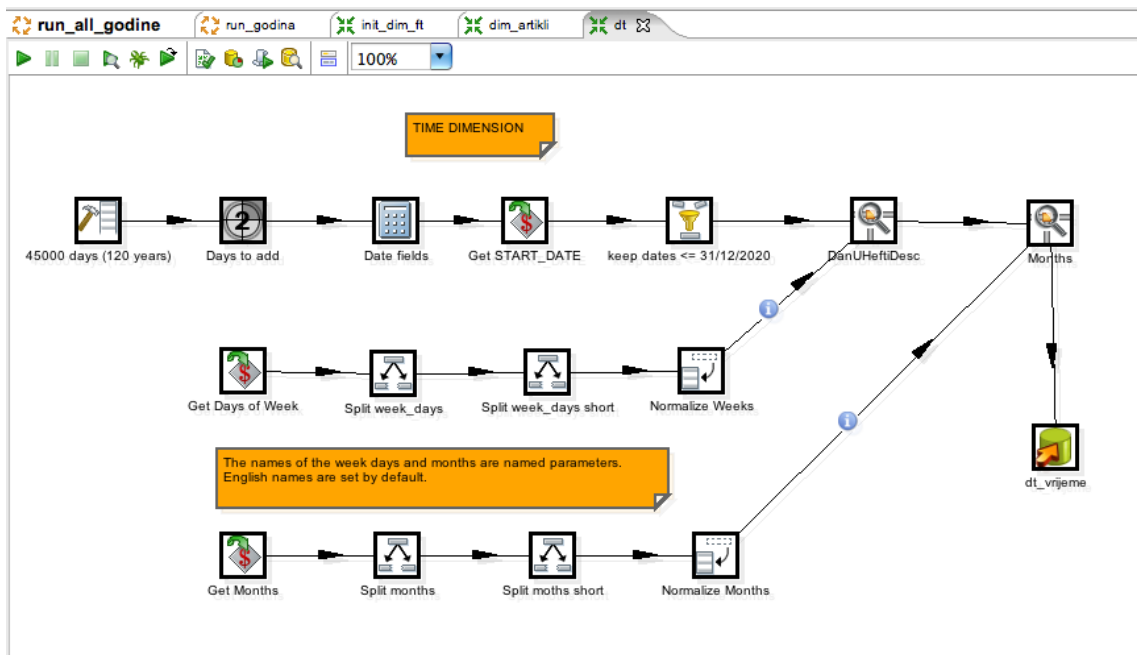 run_all_godine
run_godina
init_dim_ft
dim_artikli
dt
100%
TIME DIMENSION
2
45000 days (120 years)
Days to add
Date fields
Get START_DATE
keep dates <= 31/12/2020
DanUHeftiDesc
Months
Get Days of Week
Split week_days
Split week_days short
Normalize Weeks
The names of the week days and months are named parameters.
English names are set by default.
dt_vrijeme
Get Months
Split months
Split moths short
Normalize Months